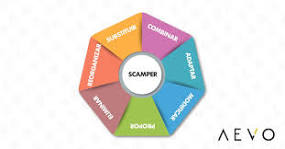 SUBSTITUIR
COMBINAR
ADAPTAR
MODIFICAR
PROPOR
ELIMINAR
REORGANIZAR
SCAMPER
AEVO